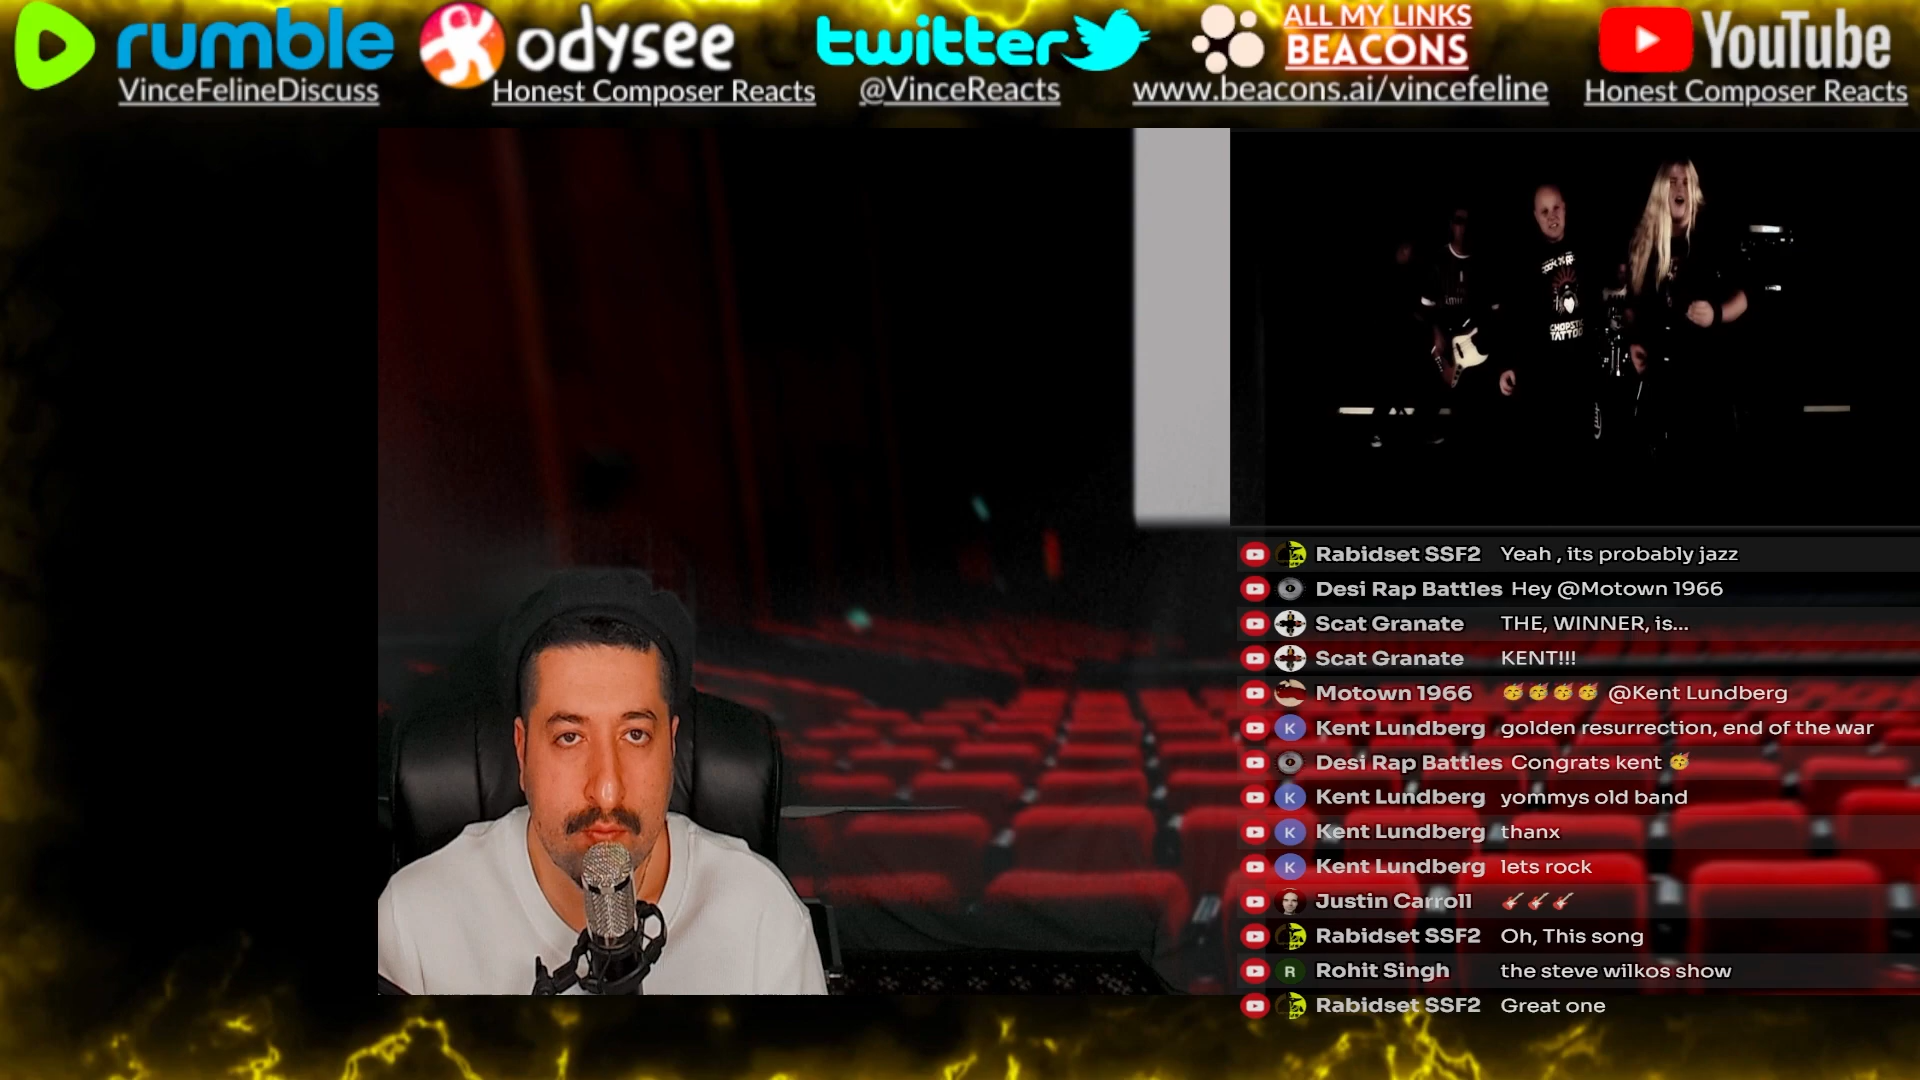 rumble
VinceFelineDiscuss
odysee
Honest Composer Reacts
twitter
@VinceReacts
ALL MY LINKS
BEACONS
www.beacons.ai/vincefeline
YouTube
Honest Composer Reacts
TATTOO
Rabidset SSF2 Yeah , its probably jazz
Desi Rap Battles Hey @Motown 1966
Scat Granate THE, WINNER, is...
Scat Granate KENT!!!
Motown 1966 🥳🥳🥳🥳 @Kent Lundberg
K Kent Lundberg golden resurrection, end of the war
Desi Rap Battles Congrats kent 🥳
K Kent Lundberg yommys old band
K Kent Lundberg thanx
K Kent Lundberg lets rock
Justin Carroll 🎸🎸🎸
Rabidset SSF2 Oh, This song
R Rohit Singh the steve wilkos show
Rabidset SSF2 Great one